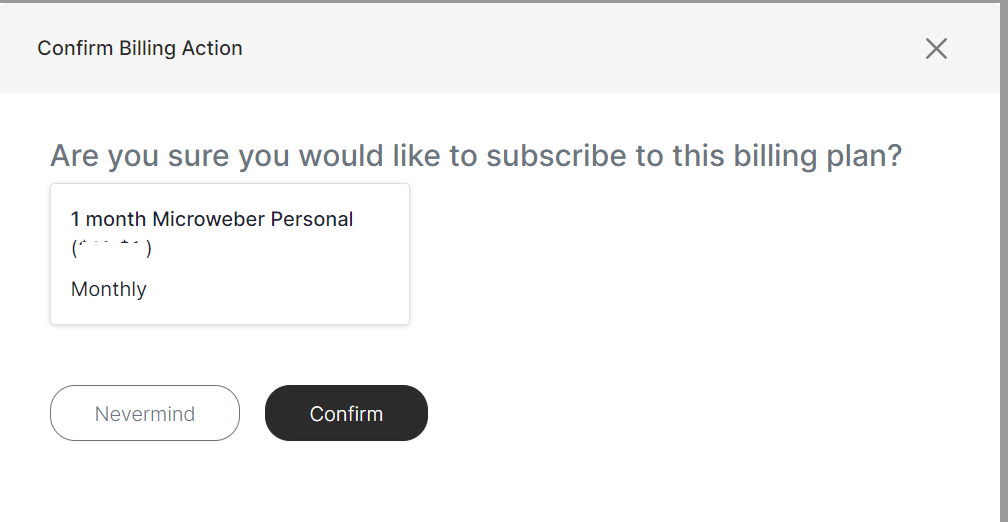 Confirm Billing Action
Are you sure you would like to subscribe to this billing plan?
1 month Microweber Personal
Monthly
Nevermind
Confirm